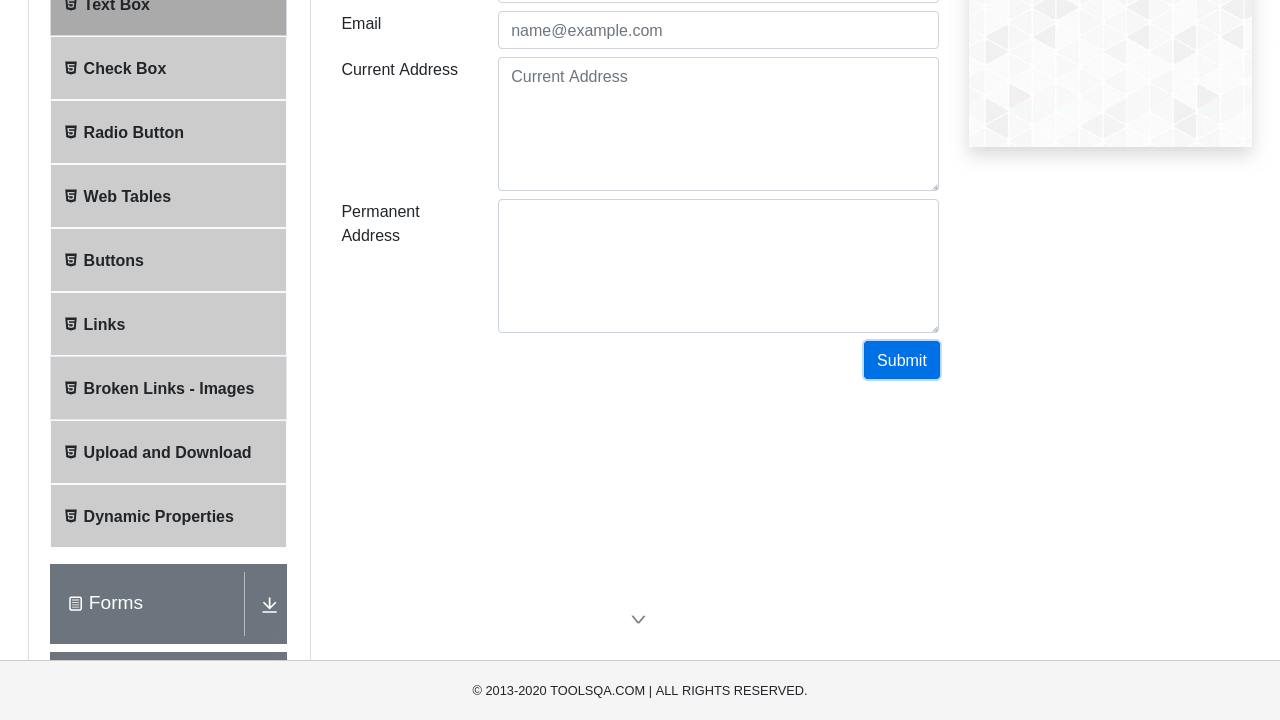 Text Box
Email
name@example.com
Check Box
Current Address
Current Address
Radio Button
Web Tables
Permanent
Address
Buttons
Links
Submit
Broken Links - Images
Upload and Download
Dynamic Properties
Forms
© 2013-2020 TOOLSQA.COM | ALL RIGHTS RESERVED.